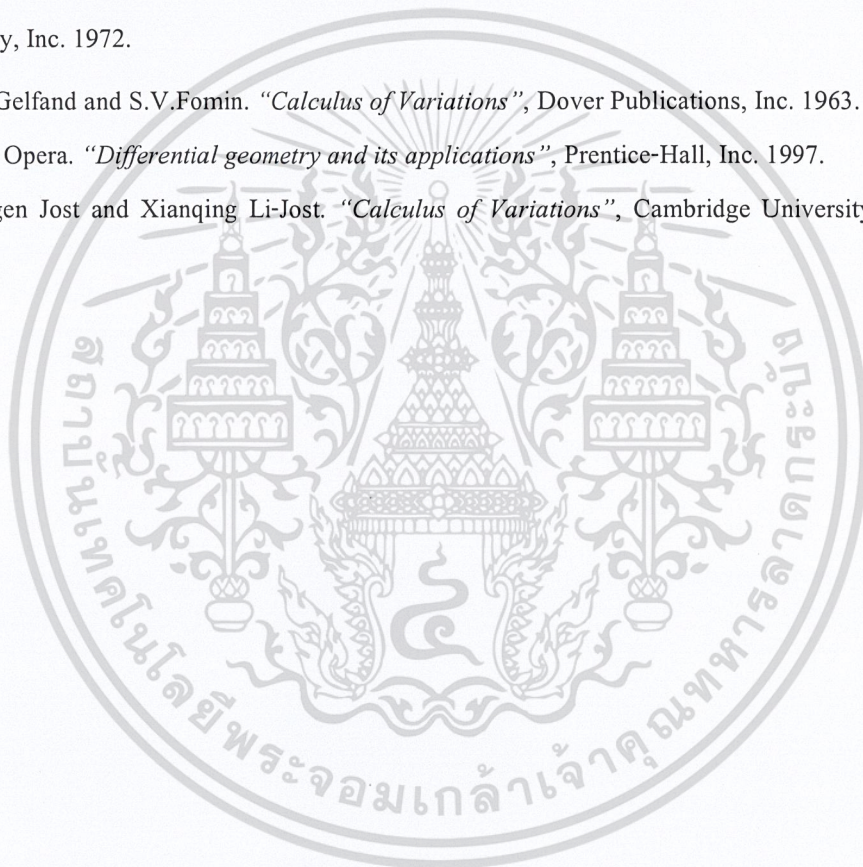 y, Inc. 1972.
Gelfand and S.V.Fomin. “Calculus of Variations”, Dover Publications, Inc. 1963.
Opera. “Differential geometry and its applications”, Prentice-Hall, Inc. 1997.
gen Jost and Xianqing Li-Jost. “Calculus of Variations”, Cambridge University
สถาบันเทคโนโลยีพระจอมเกล้าเจ้าคุณทหารลาดกระบัง
๔